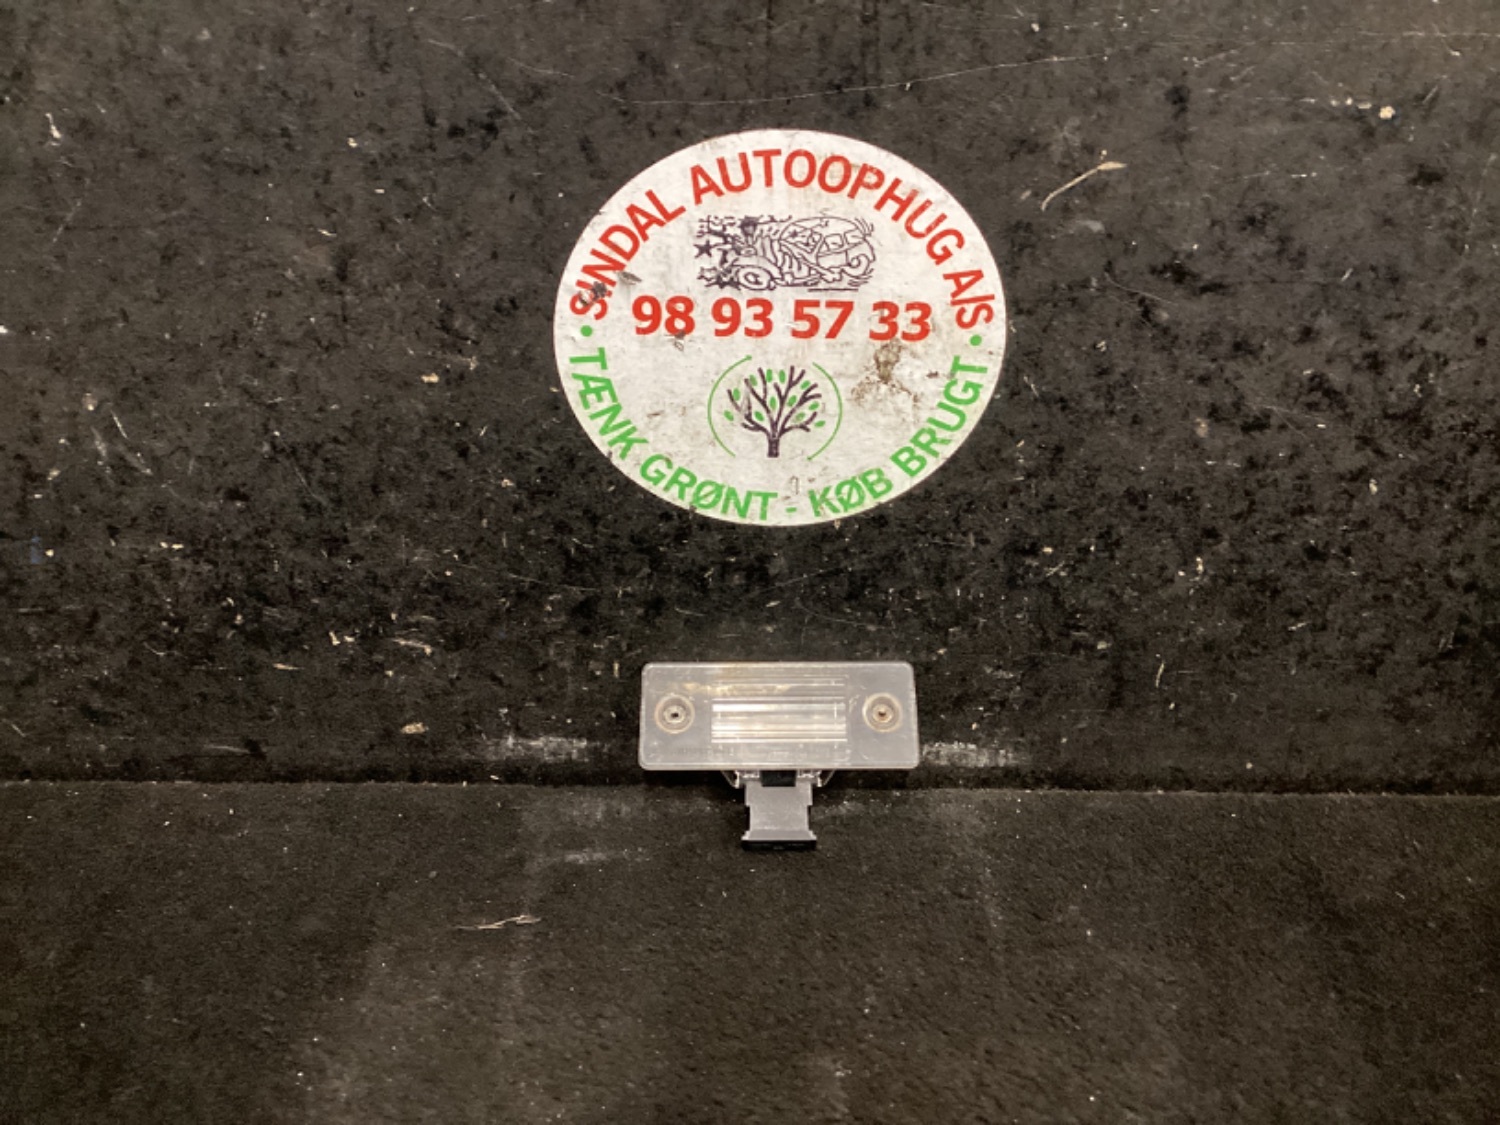 SINDAL AUTOOPHUG A/S
98 93 57 33
• TÆNK GRØNT - KØB BRUGT •